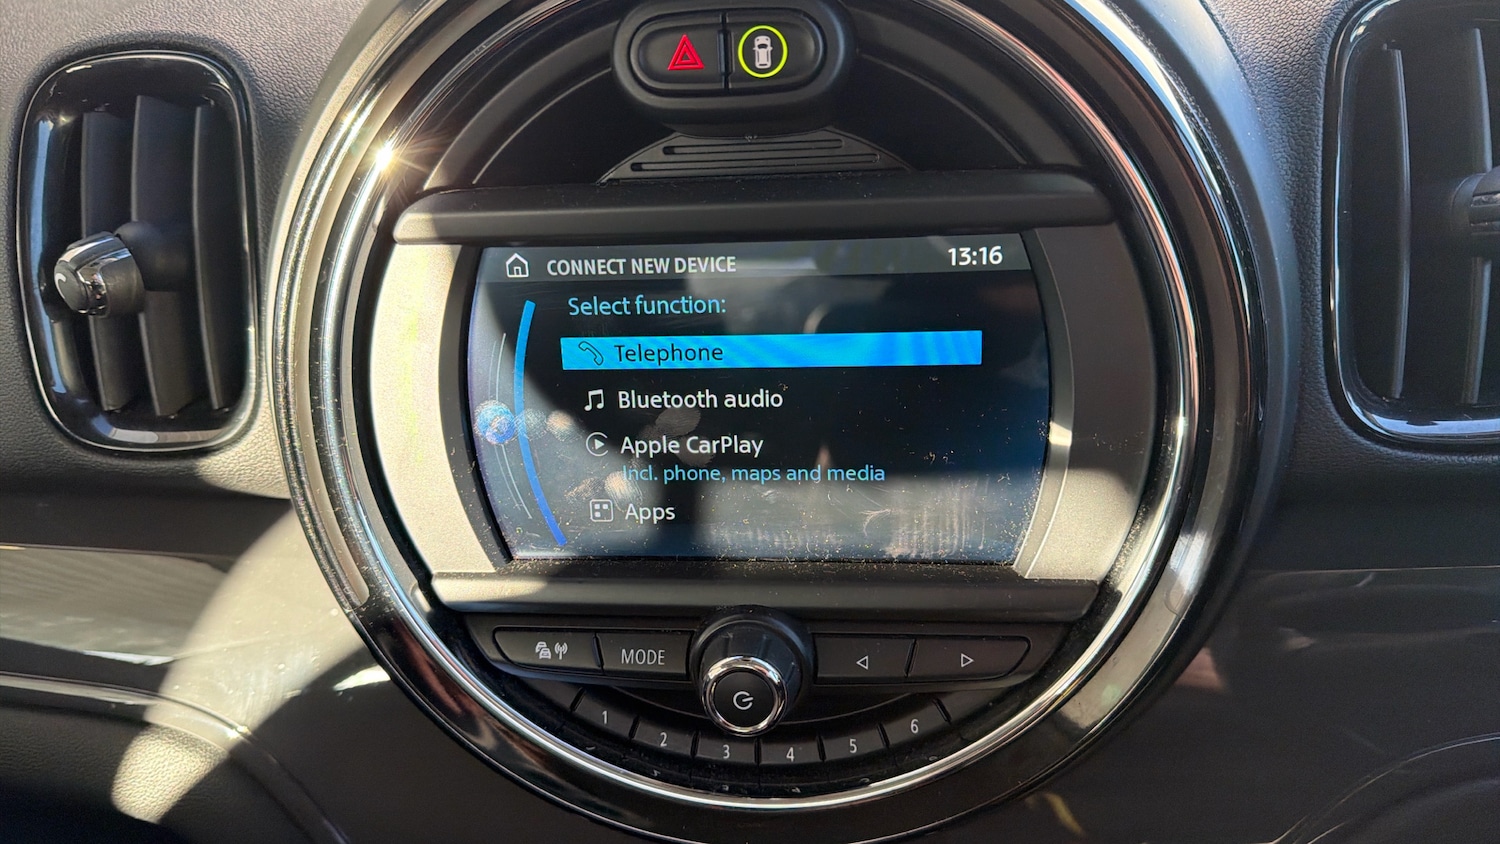 CONNECT NEW DEVICE 13:16
Select function:
Telephone
Bluetooth audio
Apple CarPlay
Incl. phone, maps and media
Apps
MODE
1 2 3 4 5 6